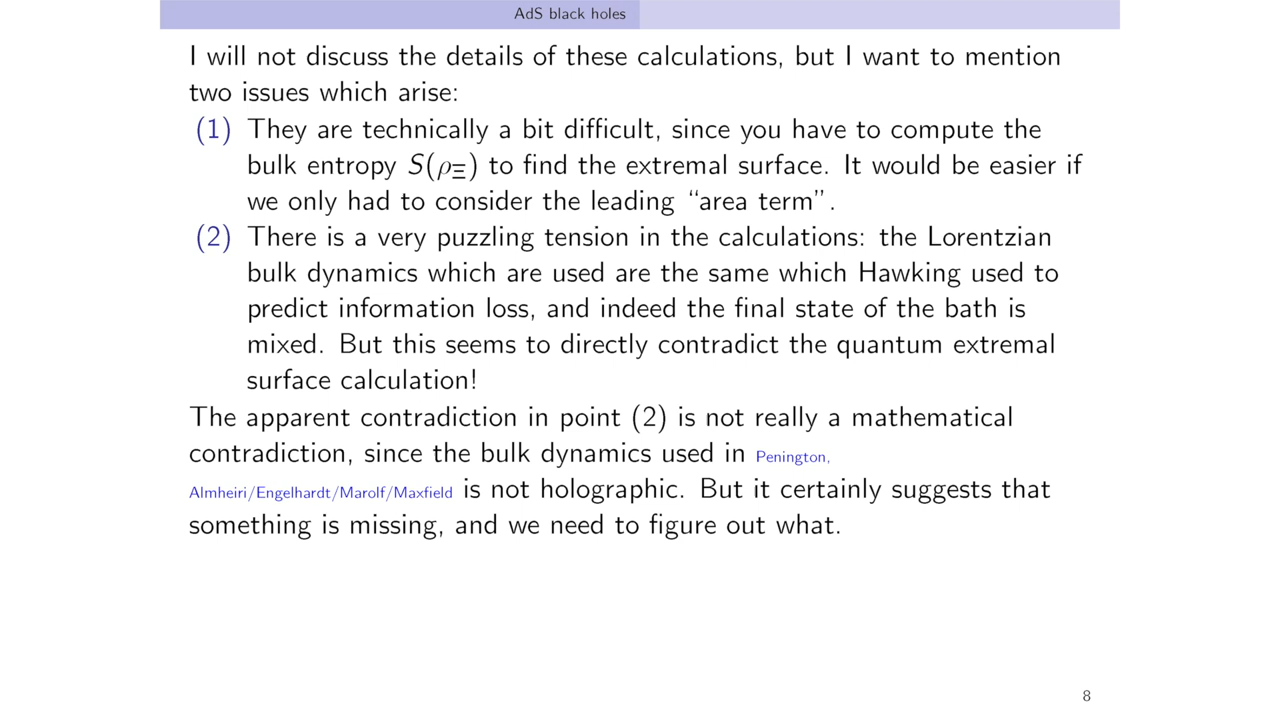 AdS black holes
I will not discuss the details of these calculations, but I want to mention
two issues which arise:
(1) They are technically a bit difficult, since you have to compute the
bulk entropy S(ρΞ) to find the extremal surface. It would be easier if
we only had to consider the leading “area term”.
(2) There is a very puzzling tension in the calculations: the Lorentzian
bulk dynamics which are used are the same which Hawking used to
predict information loss, and indeed the final state of the bath is
mixed. But this seems to directly contradict the quantum extremal
surface calculation!
The apparent contradiction in point (2) is not really a mathematical
contradiction, since the bulk dynamics used in Penington,
Almheiri/Engelhardt/Marolf/Maxfield is not holographic. But it certainly suggests that
something is missing, and we need to figure out what.
8